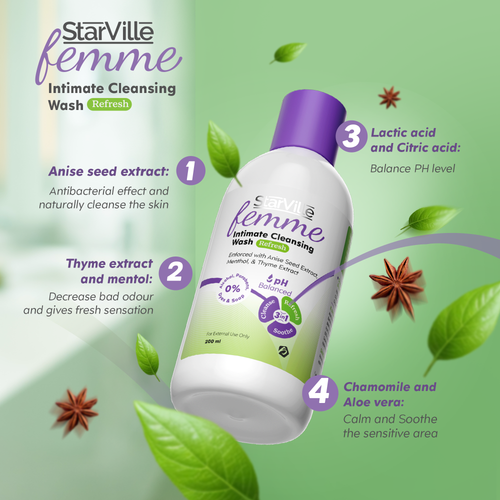 StarVille
femme
Intimate Cleansing
Wash Refresh
1
Anise seed extract:
Antibacterial effect and
naturally cleanse the skin
2
Thyme extract
and mentol:
Decrease bad odour
and gives fresh sensation
3
Lactic acid
and Citric acid:
Balance PH level
4
Chamomile and
Aloe vera:
Calm and Soothe
the sensitive area
StarVille
femme
Intimate Cleansing
Wash Refresh
Enforced with Anise Seed Extract,
Menthol, & Thyme Extract
0%
Dye & Soap
pH
Balanced
Cleanse
Refresh
3in1
Soothe
For External Use Only
200 ml